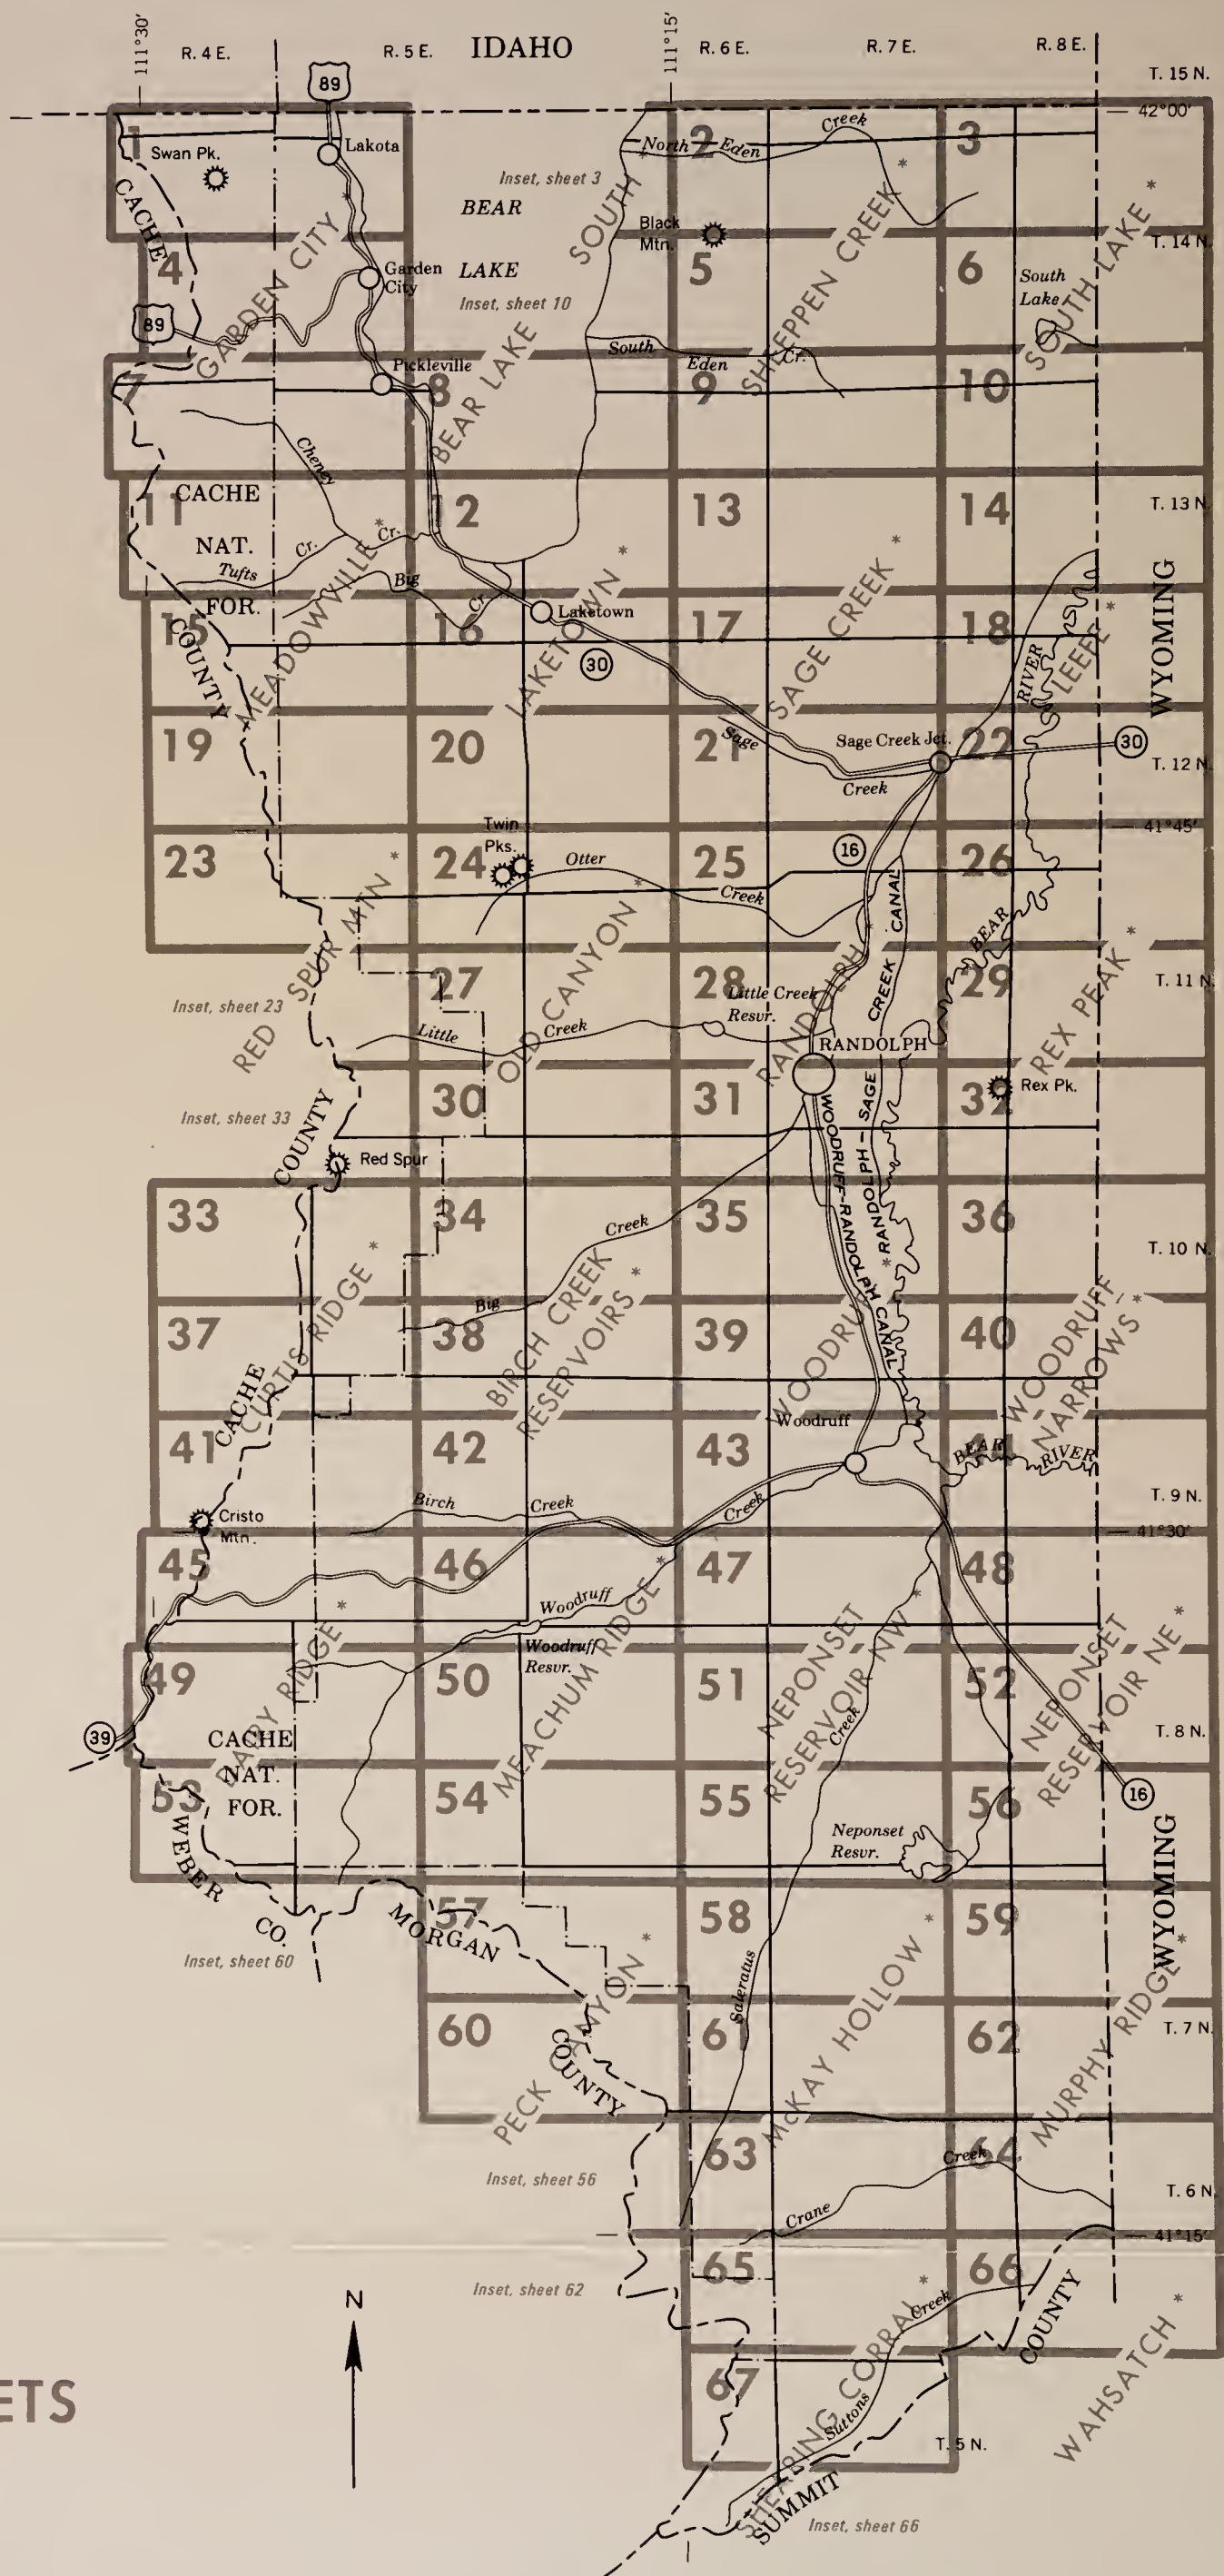 111°30'
R. 4 E.
R. 5 E.
IDAHO
111°15'
R. 6 E.
R. 7 E.
R. 8 E.
T. 15 N.
89
42°00'
1
Swan Pk.
Lakota
North Eden Creek
2
3
Inset, sheet 3
CACHE
BEAR
LAKE
SOUTH
Black
Mtn.
SHEEPPEN CREEK
SOUTH LAKE
T. 14 N.
4
GARDEN CITY
Garden
City
Inset, sheet 10
5
6
South
Lake
89
South Eden Cr.
Pickleville
7
8
BEAR LAKE
9
10
Cheney
CACHE
NAT.
FOR.
11
12
13
14
T. 13 N.
Tufts Cr.
Cr.
Big Cr.
MEADOWVILLE
15
COUNTY
16
Laketown
LAKETOWN
30
17
SAGE CREEK
18
RIVER
LEEFE
WYOMING
19
20
21
Sage Creek
Sage Creek Jct.
22
30
T. 12 N.
Twin
Pks.
41°45'
23
24
Otter Creek
25
16
26
RED SPUR MTN
OLD CANYON
RANDOLPH
BEAR
REX PEAK
Inset, sheet 23
27
28
Little Creek
Resvr.
29
T. 11 N.
Little Creek
RANDOLPH
RANDOLPH - SAGE CREEK CANAL
Inset, sheet 33
30
31
32
Rex Pk.
COUNTY
Red Spur
WOODRUFF-RANDOLPH CANAL
33
34
35
36
Creek
T. 10 N.
CURTIS RIDGE
Big
BIRCH CREEK
RESERVOIRS
WOODRUFF
WOODRUFF
NARROWS
37
38
39
40
CACHE
41
42
43
Woodruff
44
BEAR RIVER
Birch Creek
Creek
T. 9 N.
Cristo
Mtn.
41°30'
45
46
47
48
Woodruff
Woodruff
Resvr.
DAIRY RIDGE
MEACHUM RIDGE
NEPONSET
RESERVOIR NW
NEPONSET
RESERVOIR NE
49
50
51
52
39
CACHE
NAT.
FOR.
Creek
T. 8 N.
53
54
55
56
16
WEBER
CO.
Neponset
Resvr.
WYOMING
MORGAN
57
58
59
Inset, sheet 60
PECK CANYON
Saleratus
McKAY HOLLOW
MURPHY RIDGE
60
COUNTY
61
62
T. 7 N.
63
64
Inset, sheet 56
Crane Creek
T. 6 N.
41°15'
65
66
Inset, sheet 62
Creek
COUNTY
N
WAHSATCH
67
SHEARING CORRAL
ETS
Suttons
T. 5 N.
SUMMIT
Inset, sheet 66